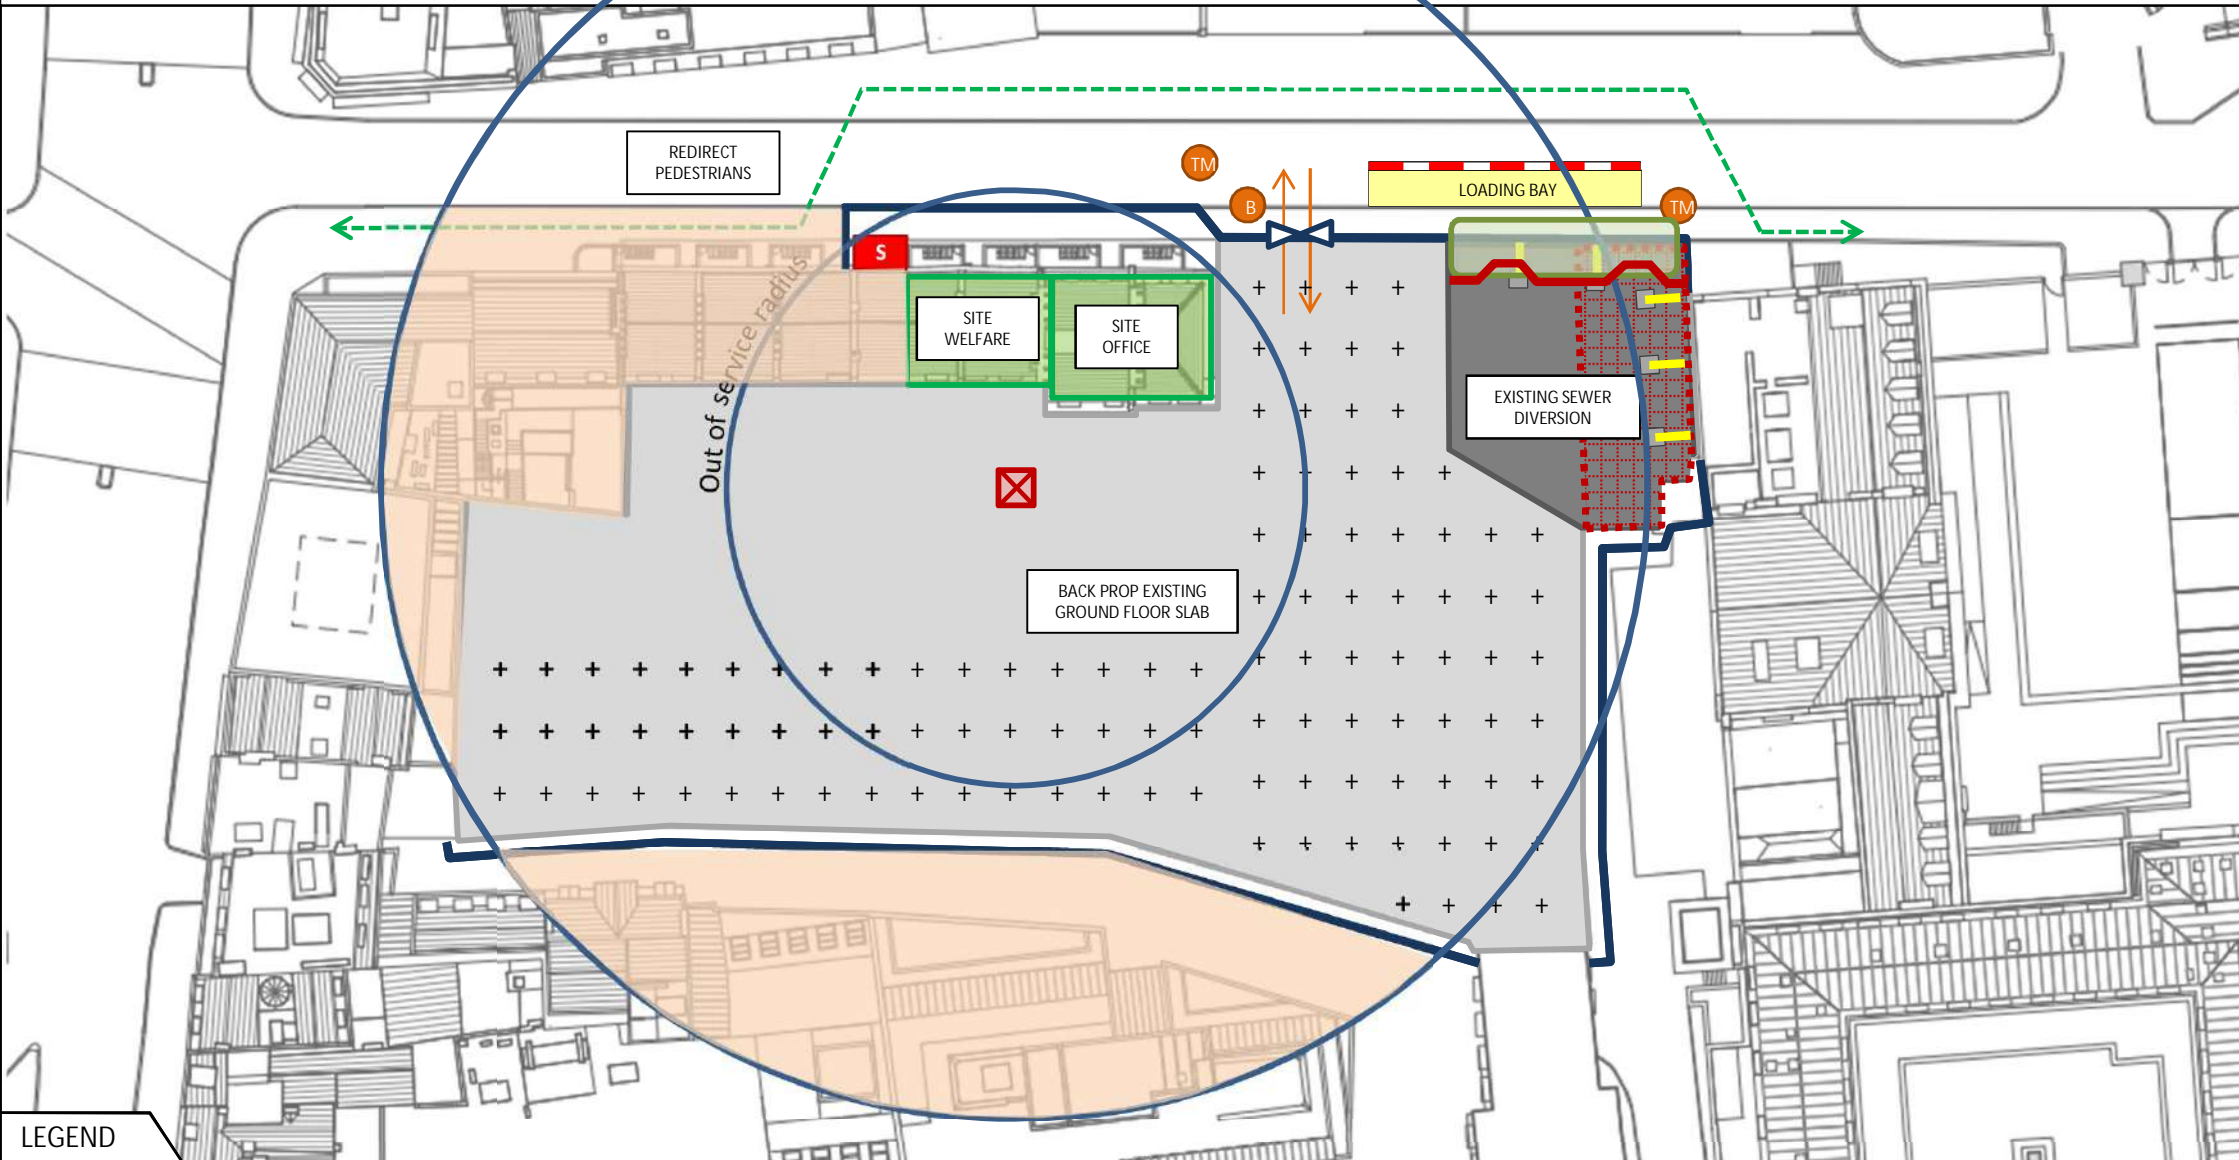 REDIRECT
PEDESTRIANS
TM
B
LOADING BAY
TM
S
SITE
WELFARE
SITE
OFFICE
Out of service radius
EXISTING SEWER
DIVERSION
BACK PROP EXISTING
GROUND FLOOR SLAB
LEGEND